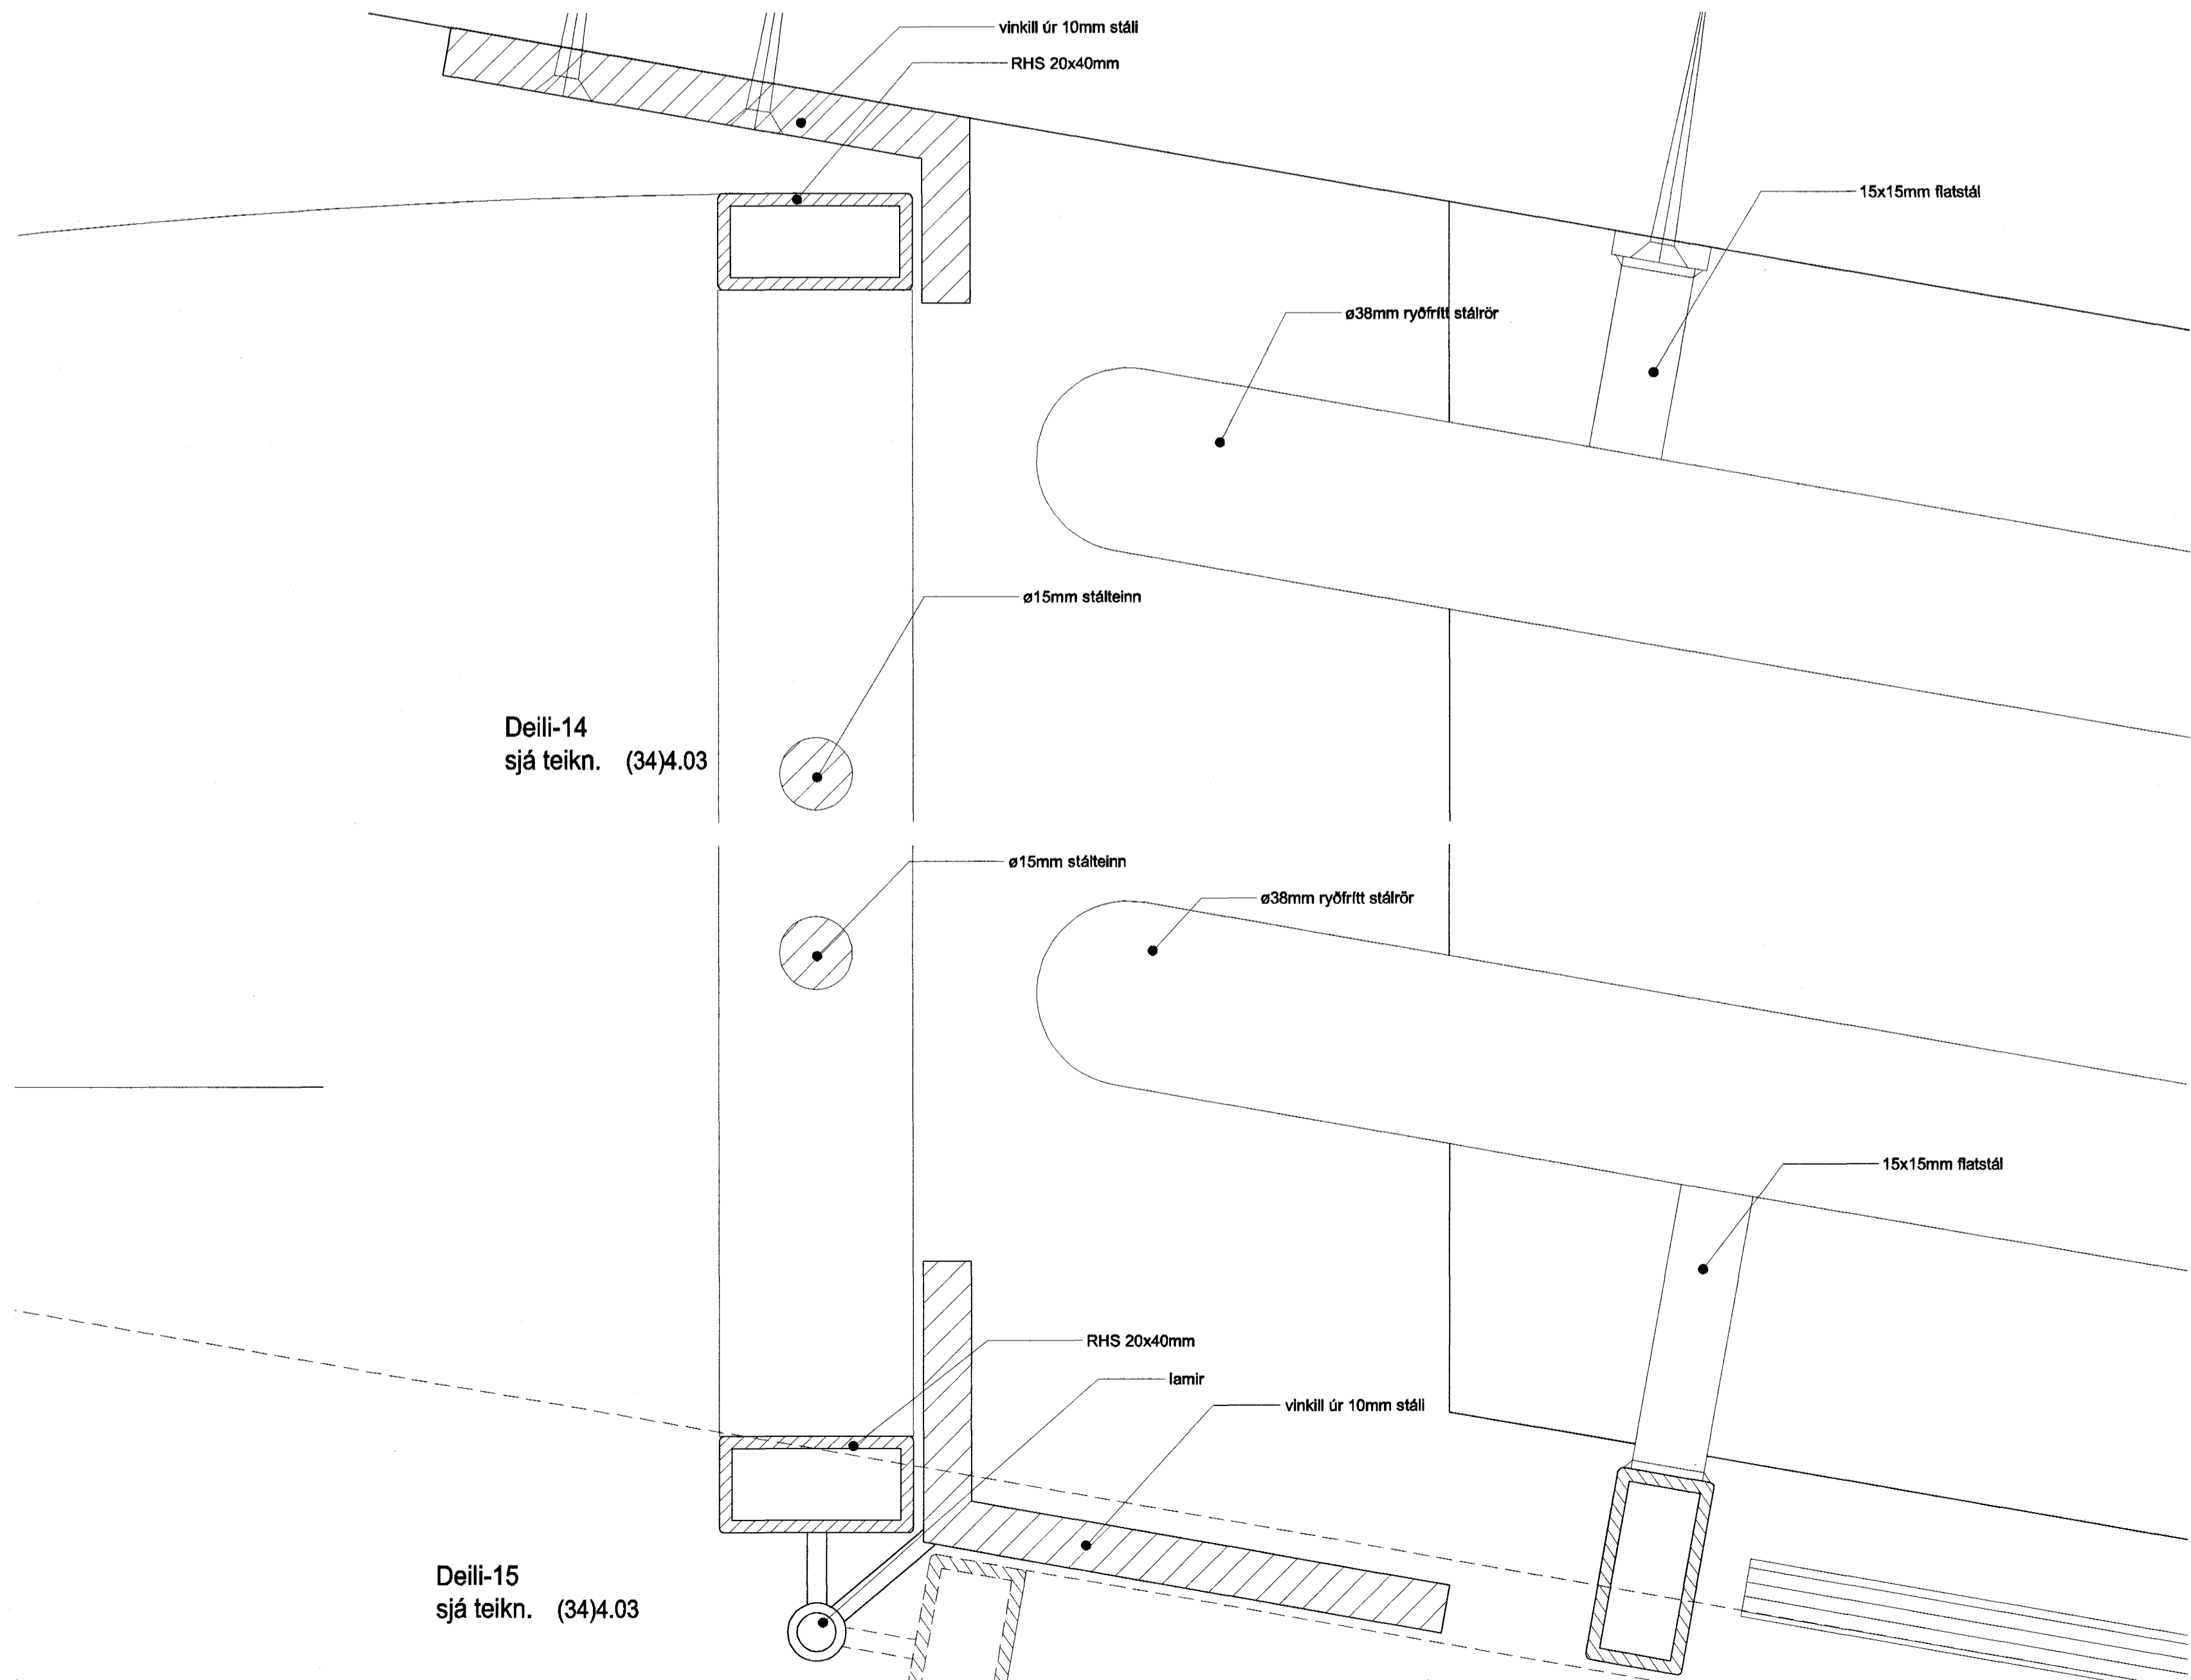 vinkill úr 10mm stáli
RHS 20x40mm
15x15mm flatstál
ø38mm ryðfrítt stálrör
ø15mm stálteinn
Deili-14
sjá teikn. (34)4.03
ø15mm stálteinn
ø38mm ryðfrítt stálrör
15x15mm flatstál
RHS 20x40mm
lamir
vinkill úr 10mm stáli
Deili-15
sjá teikn. (34)4.03